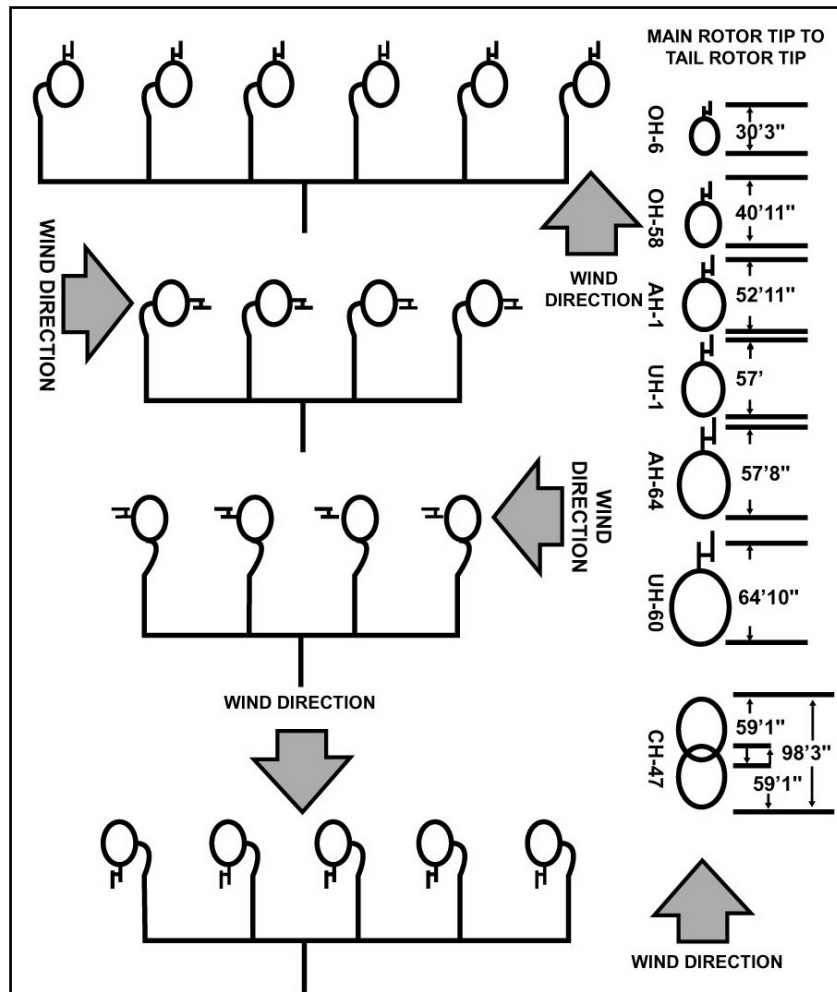 MAIN ROTOR TIP TO
TAIL ROTOR TIP
OH-6
30'3"
OH-58
40'11"
WIND DIRECTION
WIND
DIRECTION
AH-1
52'11"
UH-1
57'
AH-64
57'8"
WIND
DIRECTION
UH-60
64'10"
WIND DIRECTION
CH-47
59'1"
98'3"
59'1"
WIND DIRECTION